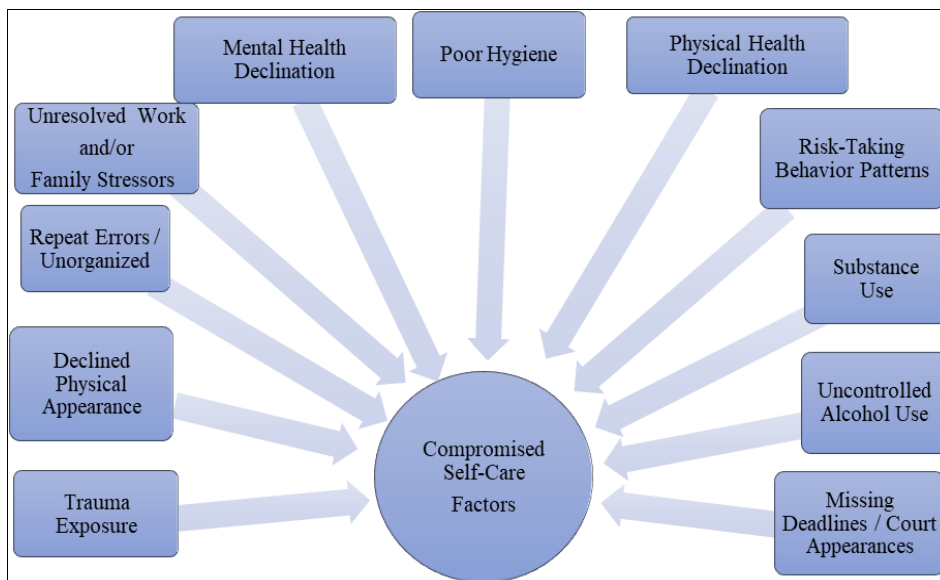 Mental Health
Declination
Poor Hygiene
Physical Health
Declination
Unresolved Work
and/or
Family Stressors
Risk-Taking
Behavior Patterns
Repeat Errors /
Unorganized
Substance
Use
Declined
Physical
Appearance
Uncontrolled
Alcohol Use
Compromised
Self-Care
Factors
Trauma
Exposure
Missing
Deadlines / Court
Appearances